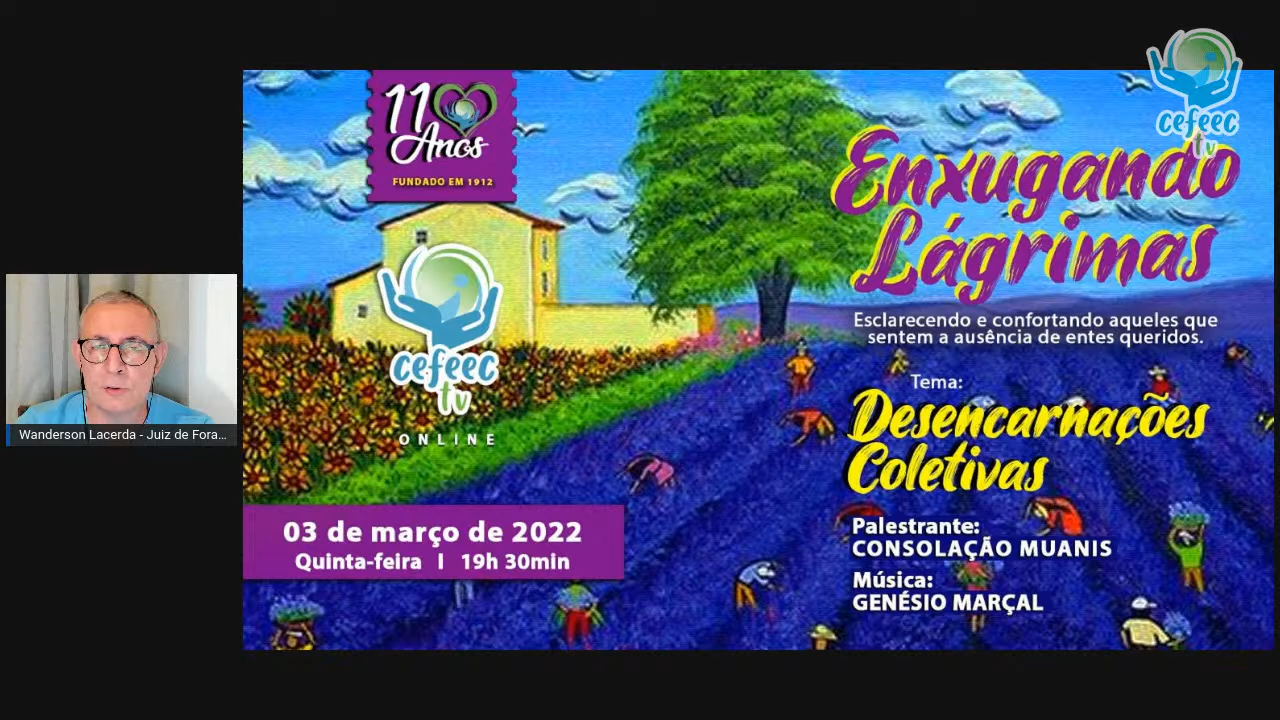 110 Anos
FUNDADO EM 1912
cefeec
tv
ONLINE
03 de março de 2022
Quinta-feira | 19h 30min
cefeec
tv
Enxugando
Lágrimas
Esclarecendo e confortando aqueles que
sentem a ausência de entes queridos.
Tema:
Desencarnações
Coletivas
Palestrante:
CONSOLAÇÃO MUANIS
Música:
GENÉSIO MARÇAL
Wanderson Lacerda - Juiz de Fora...